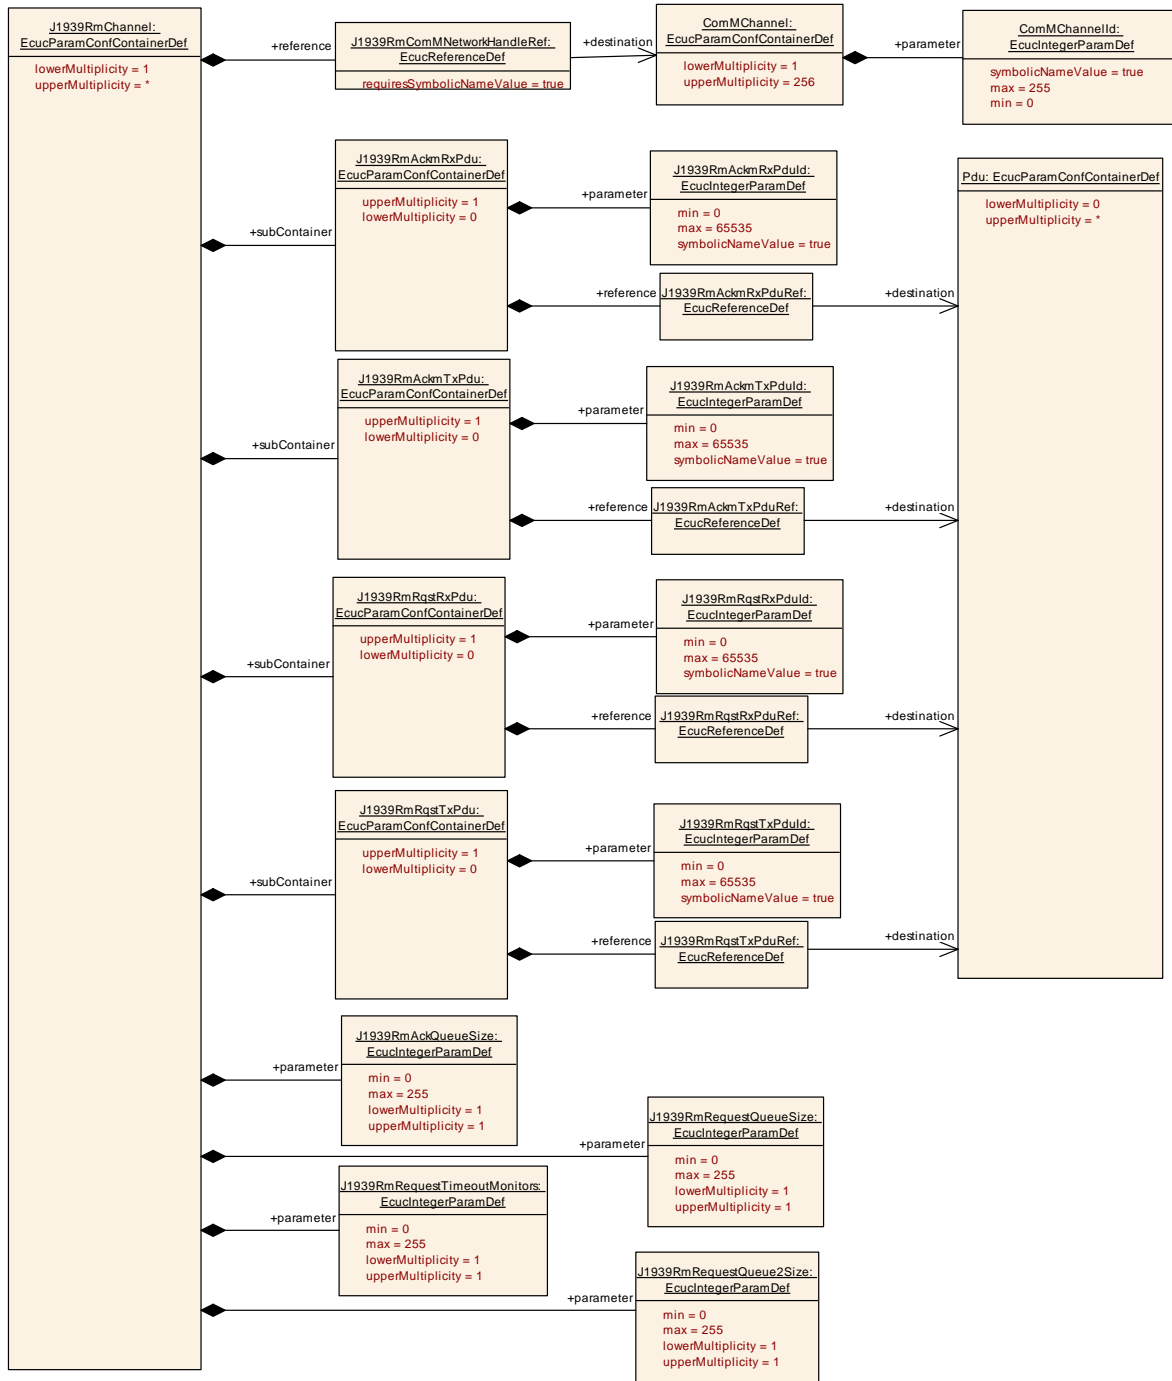 J1939RmChannel:
EcucParamConfContainerDef
lowerMultiplicity = 1
upperMultiplicity = *
+reference
J1939RmComMNetworkHandleRef:
EcucReferenceDef
requiresSymbolicNameValue = true
+destination
ComMChannel:
EcucParamConfContainerDef
lowerMultiplicity = 1
upperMultiplicity = 256
+parameter
ComMChannelId:
EcucIntegerParamDef
symbolicNameValue = true
max = 255
min = 0
+subContainer
J1939RmAckmRxPdu:
EcucParamConfContainerDef
upperMultiplicity = 1
lowerMultiplicity = 0
+parameter
J1939RmAckmRxPduId:
EcucIntegerParamDef
min = 0
max = 65535
symbolicNameValue = true
+reference
J1939RmAckmRxPduRef:
EcucReferenceDef
+destination
Pdu: EcucParamConfContainerDef
lowerMultiplicity = 0
upperMultiplicity = *
+subContainer
J1939RmAckmTxPdu:
EcucParamConfContainerDef
upperMultiplicity = 1
lowerMultiplicity = 0
+parameter
J1939RmAckmTxPduId:
EcucIntegerParamDef
min = 0
max = 65535
symbolicNameValue = true
+reference
J1939RmAckmTxPduRef:
EcucReferenceDef
+destination
+subContainer
J1939RmRqstRxPdu:
EcucParamConfContainerDef
upperMultiplicity = 1
lowerMultiplicity = 0
+parameter
J1939RmRqstRxPduId:
EcucIntegerParamDef
min = 0
max = 65535
symbolicNameValue = true
+reference
J1939RmRqstRxPduRef:
EcucReferenceDef
+destination
+subContainer
J1939RmRqstTxPdu:
EcucParamConfContainerDef
upperMultiplicity = 1
lowerMultiplicity = 0
+parameter
J1939RmRqstTxPduId:
EcucIntegerParamDef
min = 0
max = 65535
symbolicNameValue = true
+reference
J1939RmRqstTxPduRef:
EcucReferenceDef
+destination
+parameter
J1939RmAckQueueSize:
EcucIntegerParamDef
min = 0
max = 255
lowerMultiplicity = 1
upperMultiplicity = 1
+parameter
J1939RmRequestQueueSize:
EcucIntegerParamDef
min = 0
max = 255
lowerMultiplicity = 1
upperMultiplicity = 1
+parameter
J1939RmRequestTimeoutMonitors:
EcucIntegerParamDef
min = 0
max = 255
lowerMultiplicity = 1
upperMultiplicity = 1
+parameter
J1939RmRequestQueue2Size:
EcucIntegerParamDef
min = 0
max = 255
lowerMultiplicity = 1
upperMultiplicity = 1